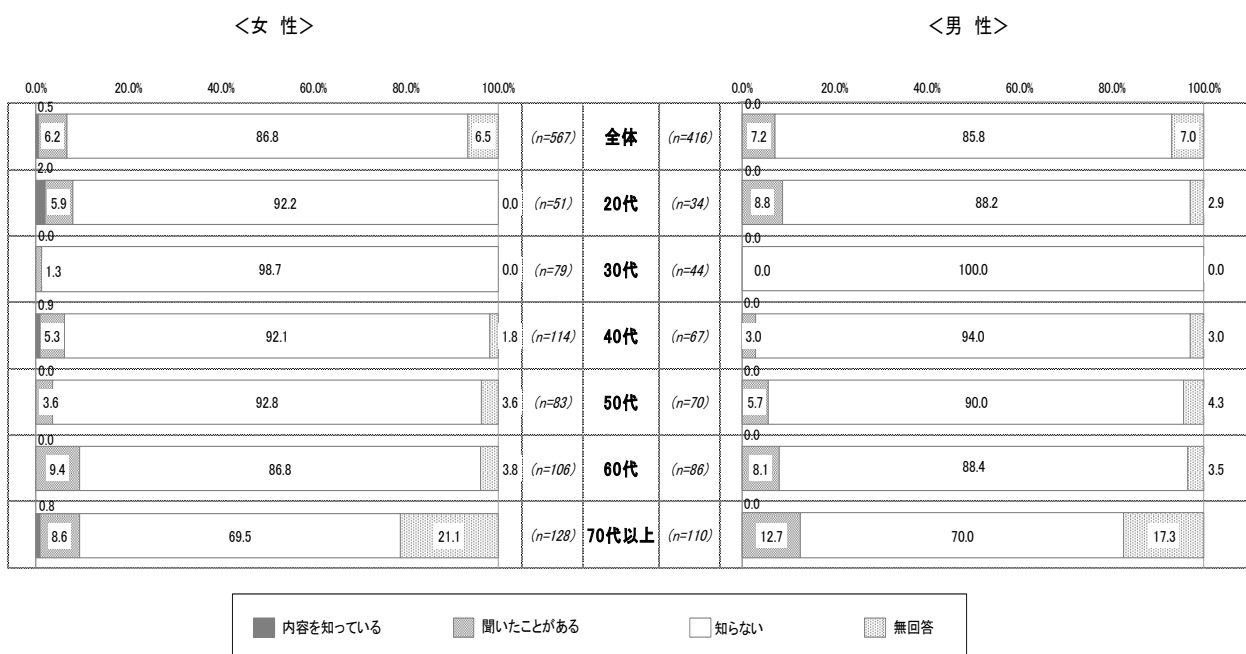 ＜女 性＞
＜男 性＞
0.0% 20.0% 40.0% 60.0% 80.0% 100.0%
0.0% 20.0% 40.0% 60.0% 80.0% 100.0%
0.5 6.2 86.8 6.5 (n=567) 全体 (n=416) 0.0 7.2 85.8 7.0
2.0 5.9 92.2 0.0 (n=51) 20代 (n=34) 0.0 8.8 88.2 2.9
0.0 1.3 98.7 0.0 (n=79) 30代 (n=44) 0.0 0.0 100.0 0.0
0.9 5.3 92.1 1.8 (n=114) 40代 (n=67) 0.0 3.0 94.0 3.0
0.0 3.6 92.8 3.6 (n=83) 50代 (n=70) 0.0 5.7 90.0 4.3
0.0 9.4 86.8 3.8 (n=106) 60代 (n=86) 0.0 8.1 88.4 3.5
0.8 8.6 69.5 21.1 (n=128) 70代以上 (n=110) 0.0 12.7 70.0 17.3
内容を知っている 聞いたことがある 知らない 無回答